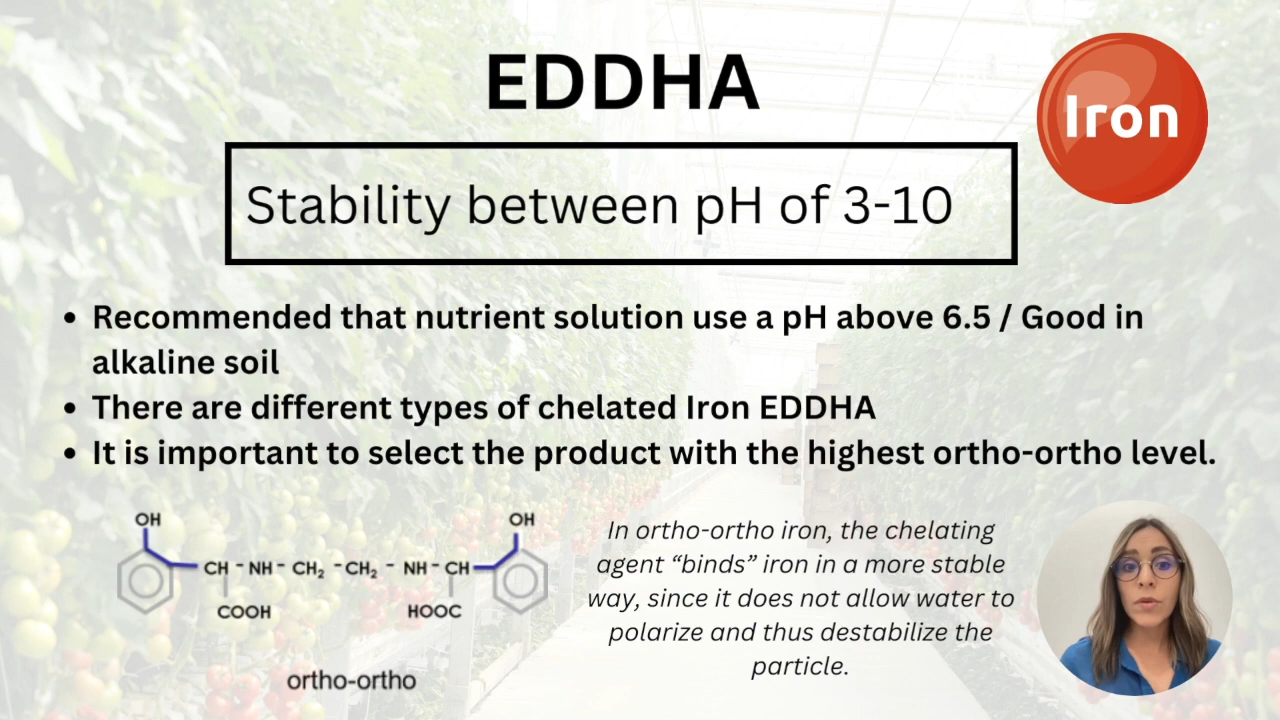 EDDHA
Iron
Stability between pH of 3-10
• Recommended that nutrient solution use a pH above 6.5 / Good in
alkaline soil
• There are different types of chelated Iron EDDHA
• It is important to select the product with the highest ortho-ortho level.
OH OH
CH - NH - CH₂ - CH₂ - NH - CH
COOH HOOC
ortho-ortho
In ortho-ortho iron, the chelating
agent “binds” iron in a more stable
way, since it does not allow water to
polarize and thus destabilize the
particle.